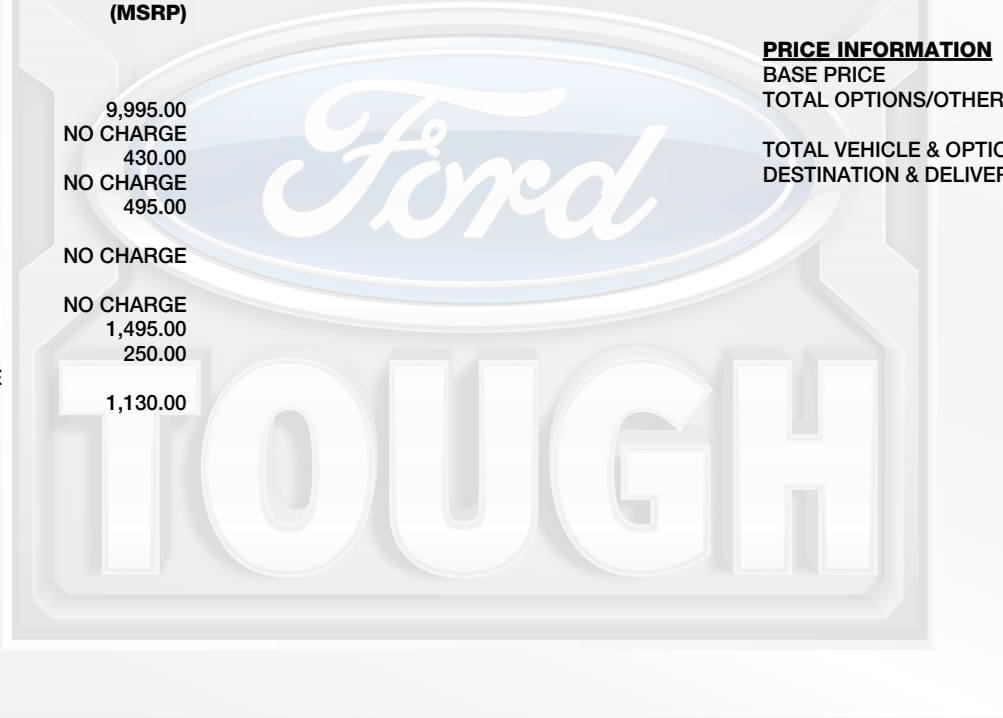 (MSRP)
9,995.00
NO CHARGE
430.00
NO CHARGE
495.00
NO CHARGE
NO CHARGE
1,495.00
250.00
1,130.00
PRICE INFORMATION
BASE PRICE
TOTAL OPTIONS/OTHER
TOTAL VEHICLE & OPTIO
DESTINATION & DELIVER
Ford
TOUGH